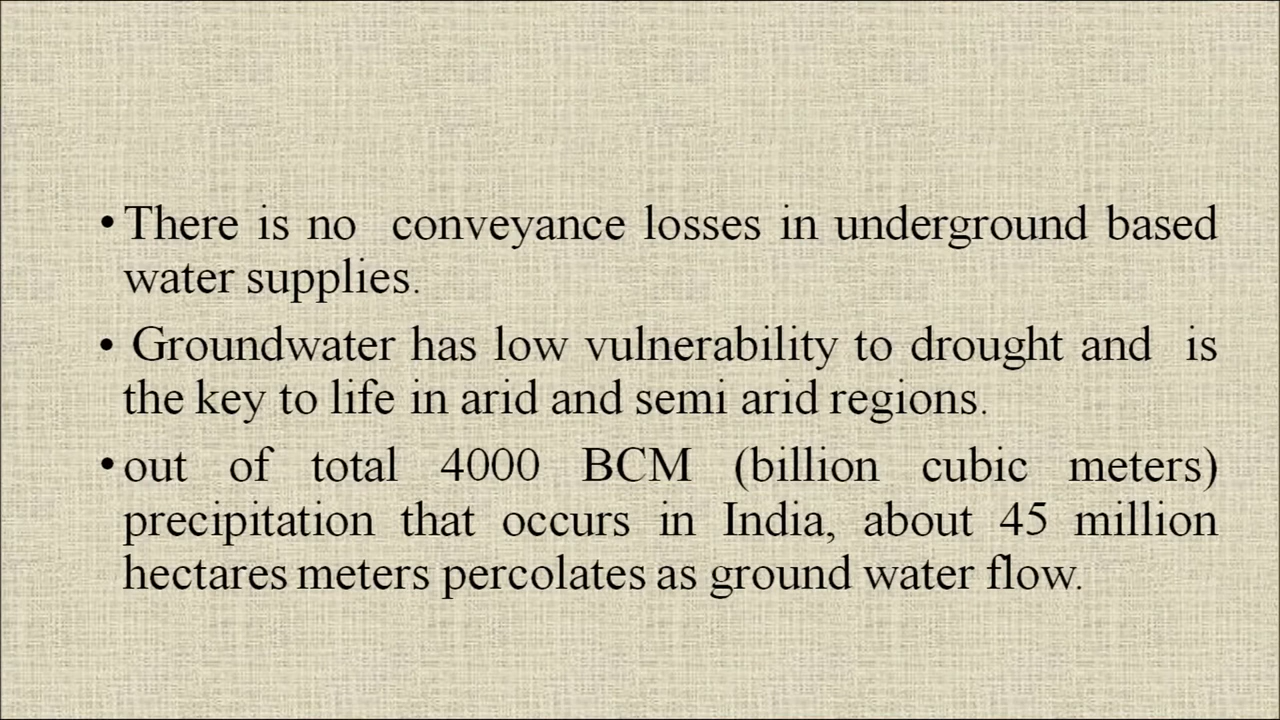 • There is no conveyance losses in underground based
water supplies.
• Groundwater has low vulnerability to drought and is
the key to life in arid and semi arid regions.
• out of total 4000 BCM (billion cubic meters)
precipitation that occurs in India, about 45 million
hectares meters percolates as ground water flow.